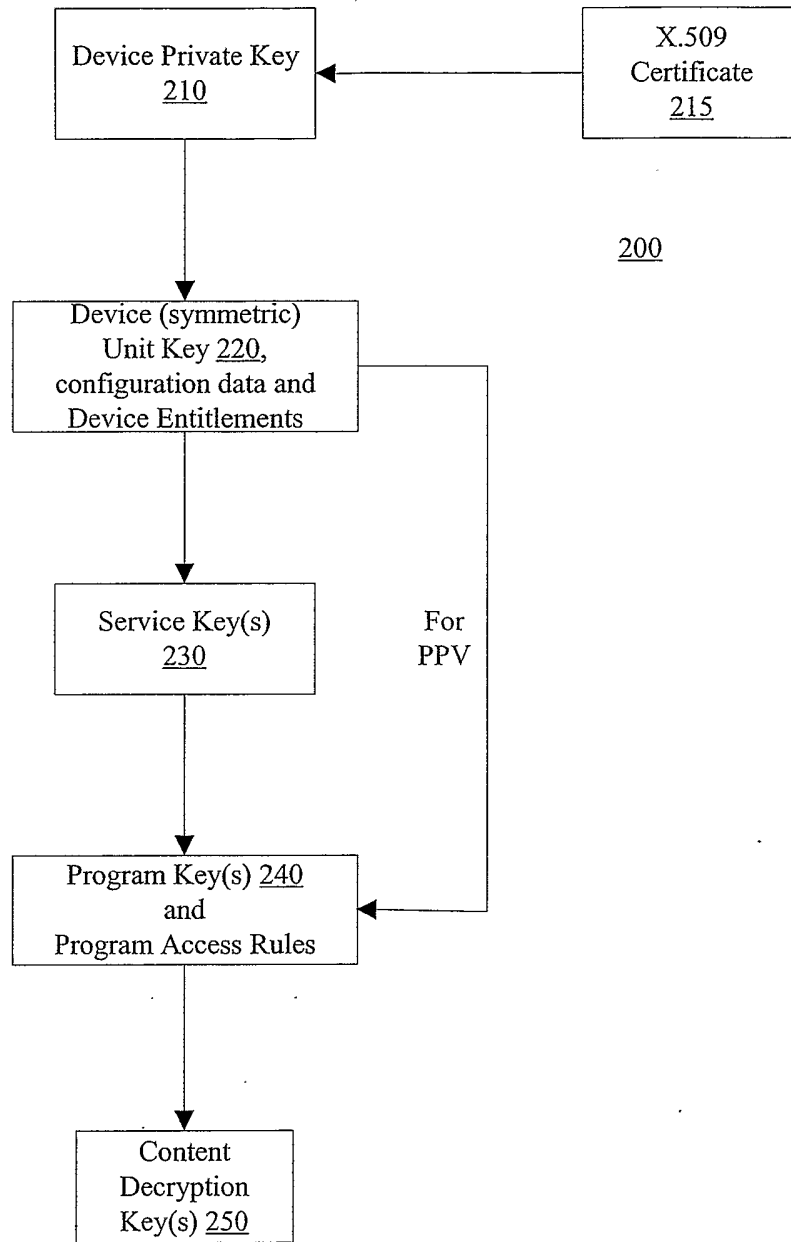 Device Private Key
210
X.509
Certificate
215
200
Device (symmetric)
Unit Key 220,
configuration data and
Device Entitlements
Service Key(s)
230
For
PPV
Program Key(s) 240
and
Program Access Rules
Content
Decryption
Key(s) 250